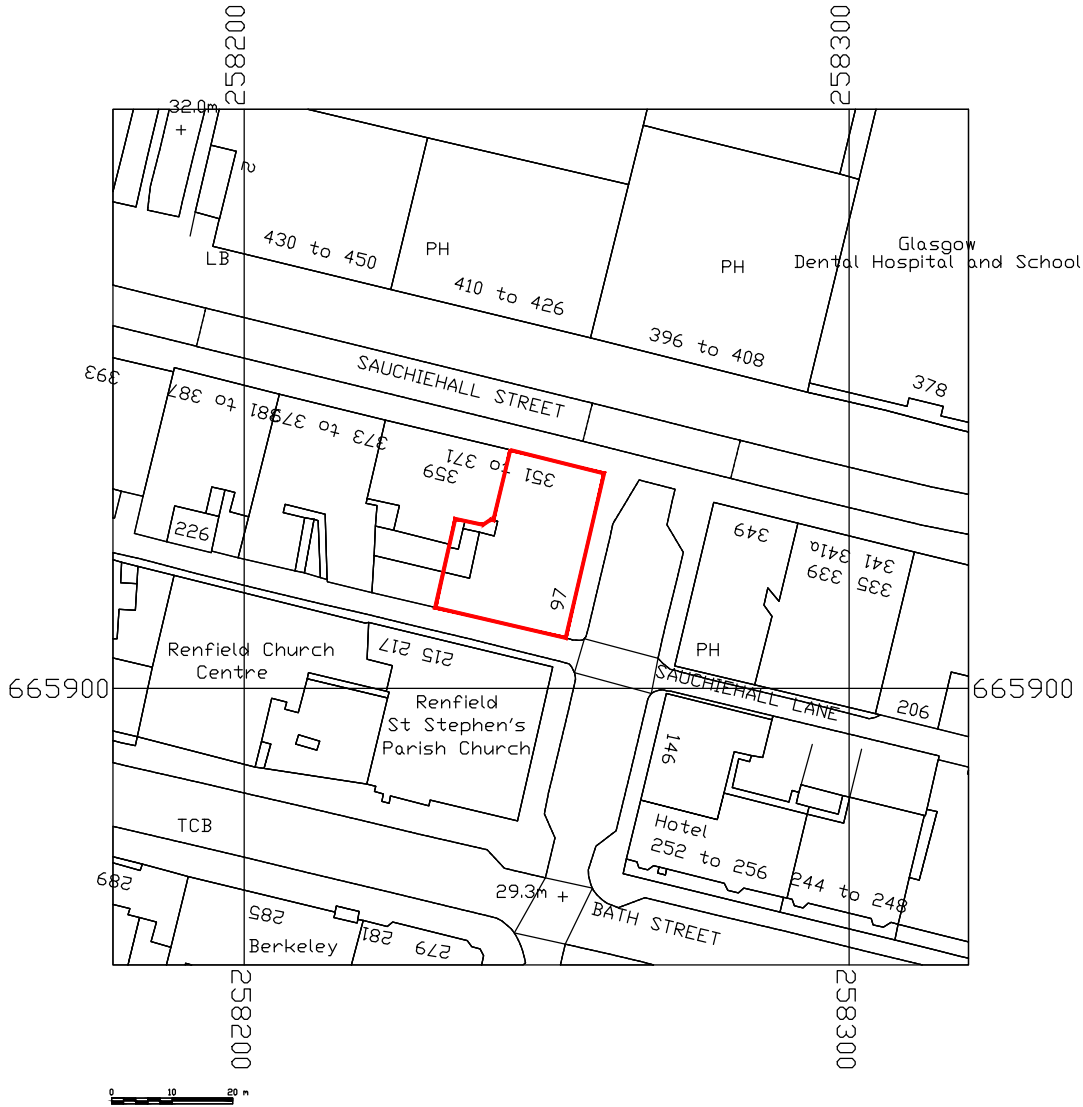 258200
258300
32.0m
2
Glasgow
Dental Hospital and School
430 to 450
PH
PH
LB
410 to 426
396 to 408
378
SAUCHIEHALL STREET
393
381 to 387
373 to 379
351 to 371
359
349
341a
341
339
335
226
97
Renfield Church
Centre
215
217
PH
SAUCHIEHALL LANE
665900
665900
206
Renfield
St Stephen's
Parish Church
146
TCB
Hotel
252 to 256
244 to 248
289
29.3m
BATH STREET
285
281
279
Berkeley
258200
258300
0 10 20 m